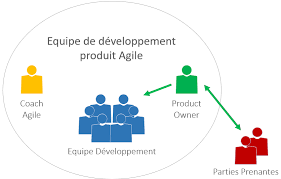 Equipe de développement
produit Agile
Coach
Agile
Product
Owner
Equipe Développement
Parties Prenantes